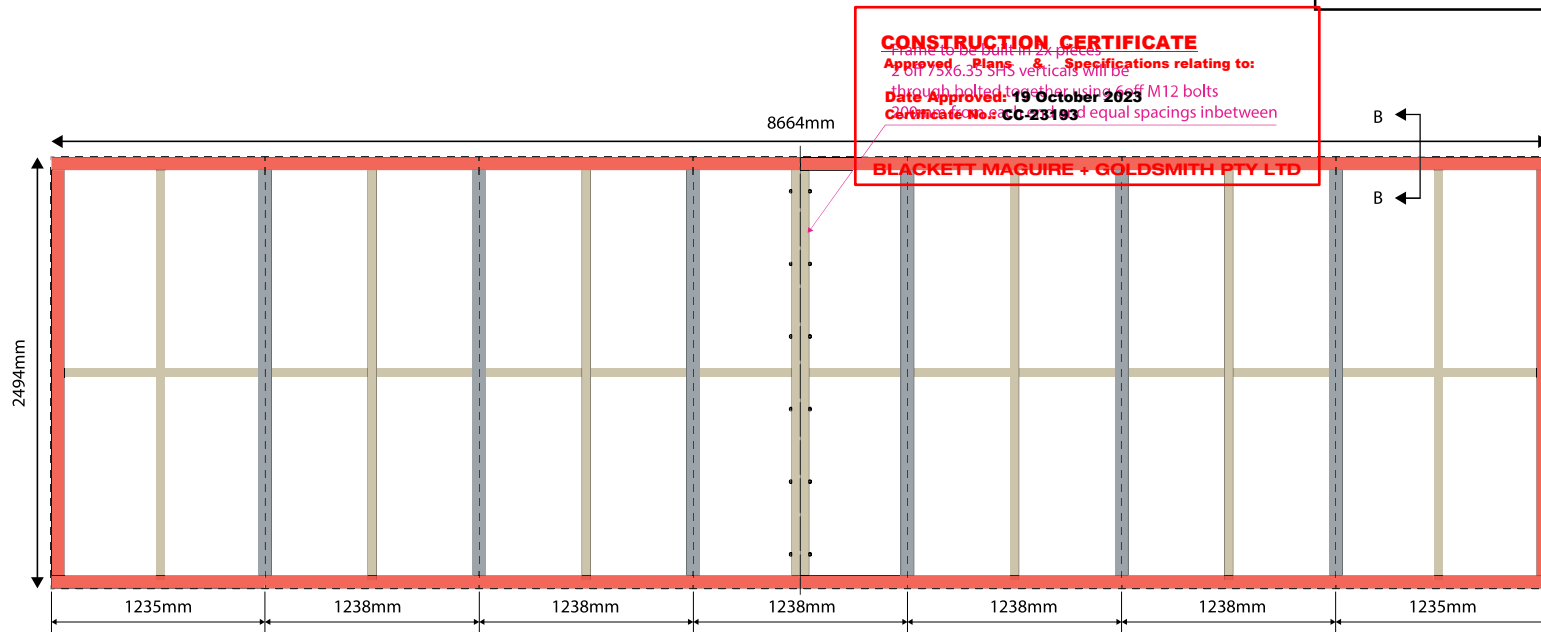 CONSTRUCTION CERTIFICATE
Frame to be built in 2x pieces
Approved Plans & Specifications relating to:
2 off 75x6.35 SHS verticals will be
through bolted together using 6off M12 bolts
Date Approved: 19 October 2023
200mm from each end and equal spacings inbetween
Certificate No.: CC-23193
BLACKETT MAGUIRE + GOLDSMITH PTY LTD
8664mm
B
B
2494mm
1235mm 1238mm 1238mm 1238mm 1238mm 1238mm 1235mm